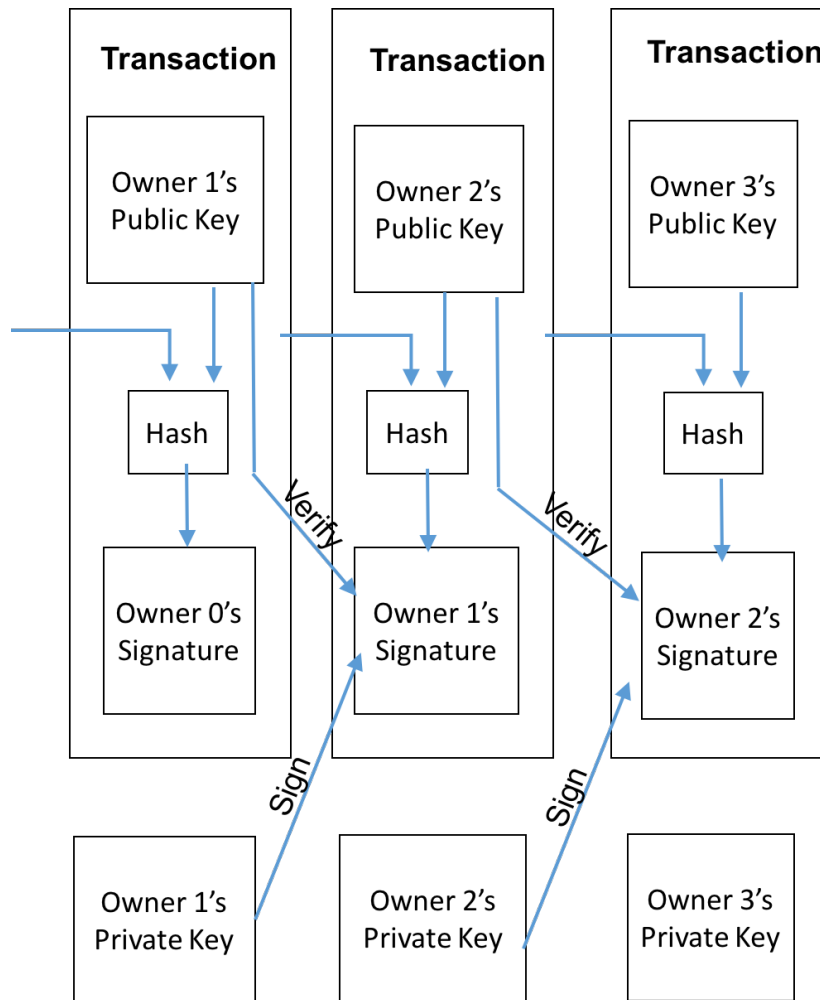 Transaction
Transaction
Transaction
Owner 1’s
Public Key
Owner 2’s
Public Key
Owner 3’s
Public Key
Hash
Hash
Hash
Verify
Verify
Owner 0’s
Signature
Owner 1’s
Signature
Owner 2’s
Signature
Sign
Sign
Owner 1’s
Private Key
Owner 2’s
Private Key
Owner 3’s
Private Key